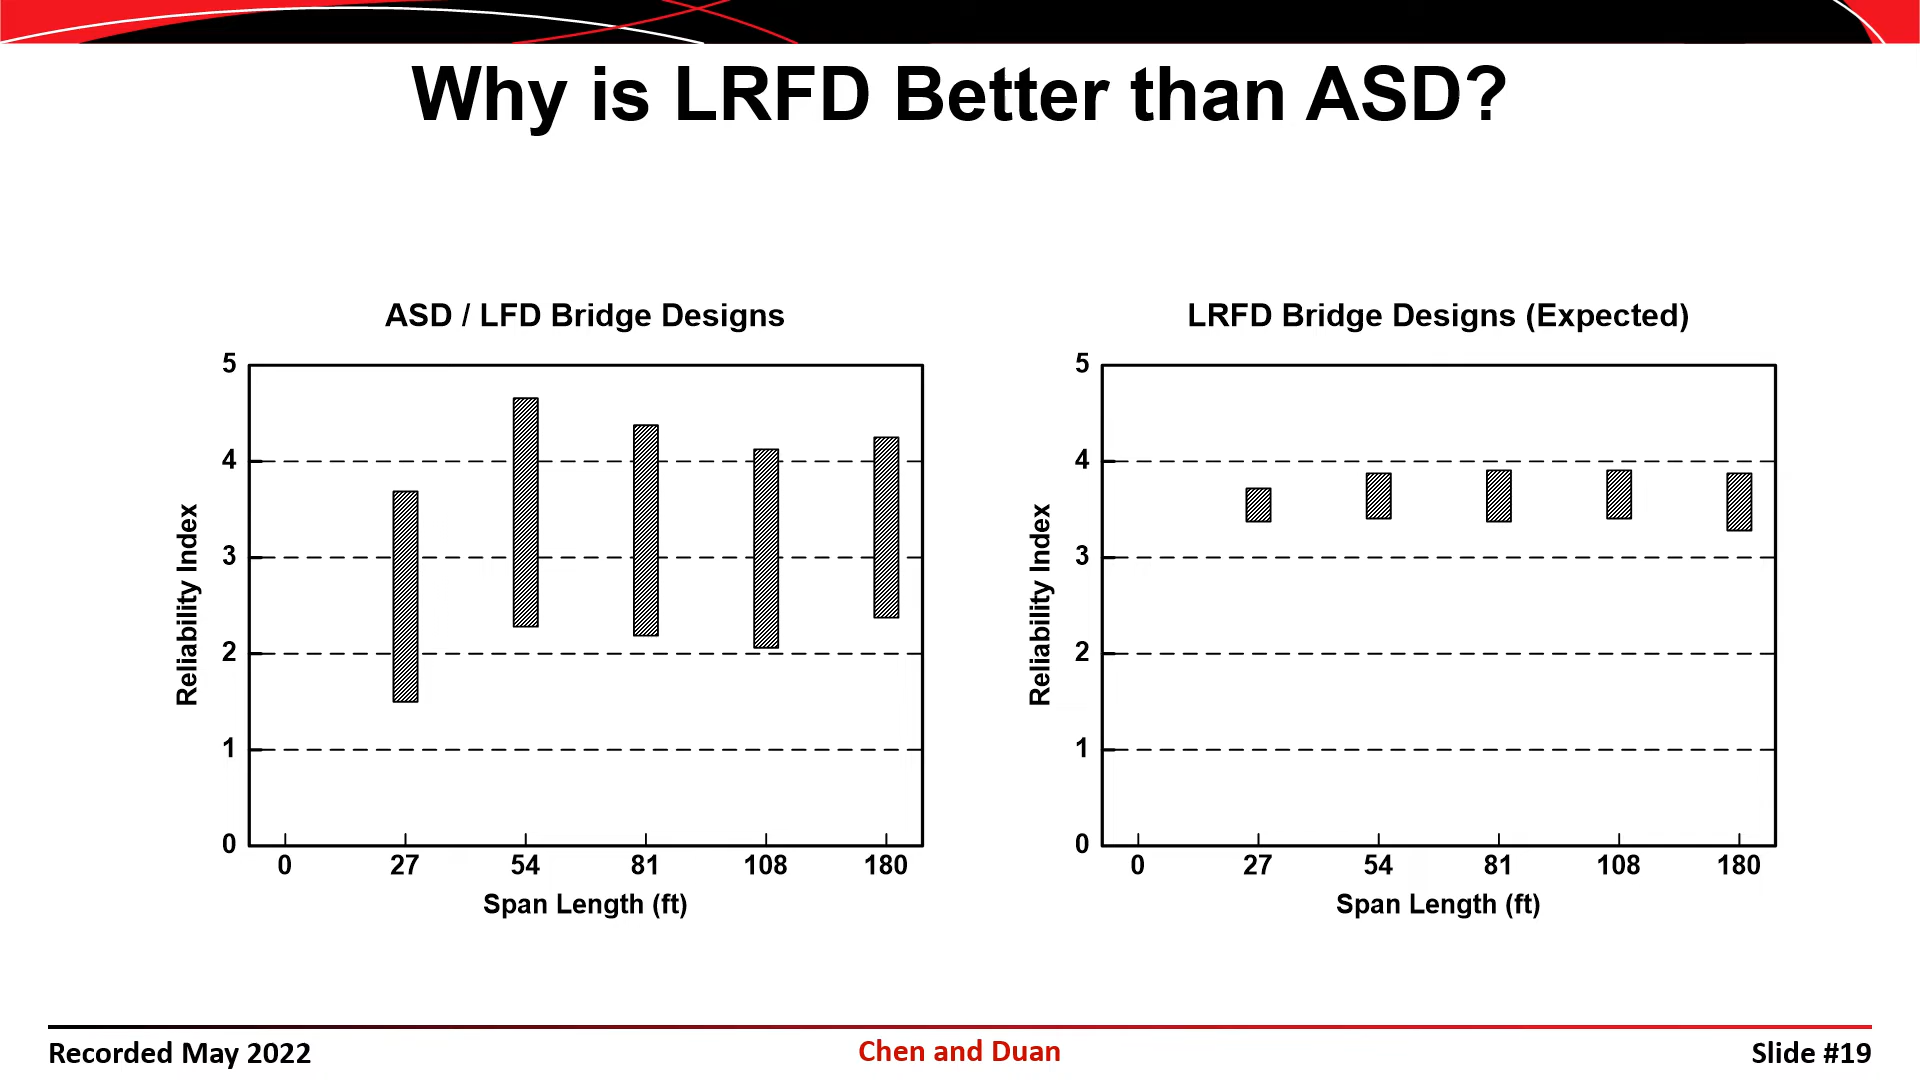 Why is LRFD Better than ASD?
ASD / LFD Bridge Designs
5
4
3
2
1
0
Reliability Index
0 27 54 81 108 180
Span Length (ft)
LRFD Bridge Designs (Expected)
5
4
3
2
1
0
Reliability Index
0 27 54 81 108 180
Span Length (ft)
Recorded May 2022
Chen and Duan
Slide #19